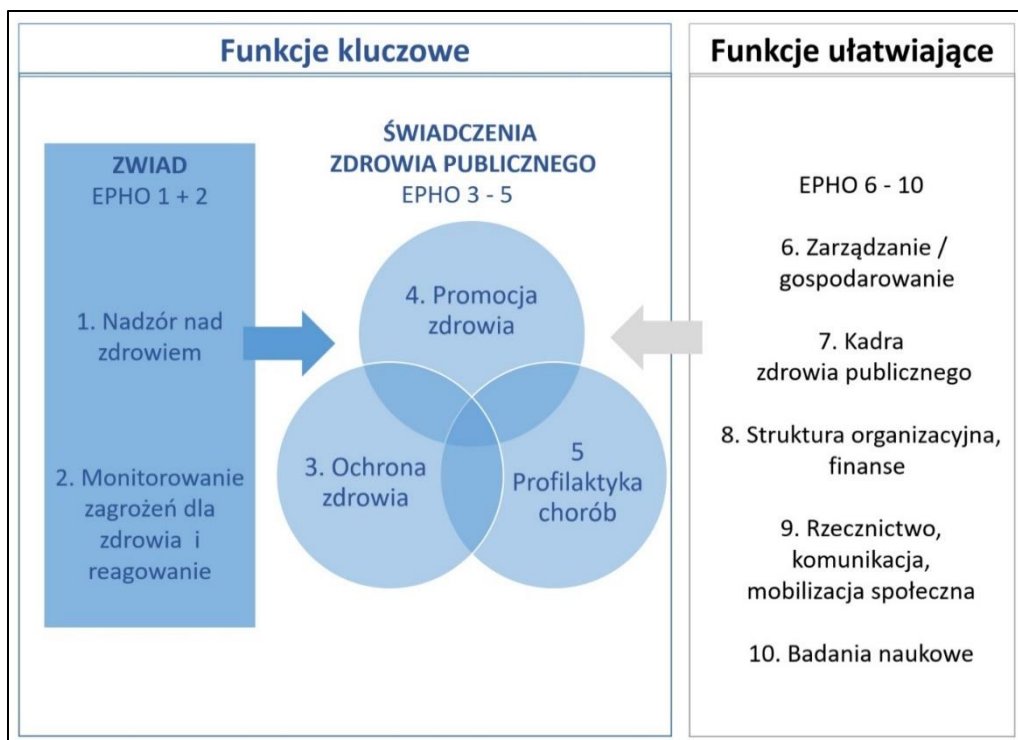 Funkcje kluczowe
ZWIAD
EPHO 1 + 2
1. Nadzór nad
zdrowiem
2. Monitorowanie
zagrożeń dla
zdrowia i
reagowanie
ŚWIADCZENIA
ZDROWIA PUBLICZNEGO
EPHO 3 - 5
4. Promocja
zdrowia
3. Ochrona
zdrowia
5
Profilaktyka
chorób
Funkcje ułatwiające
EPHO 6 - 10
6. Zarządzanie /
gospodarowanie
7. Kadra
zdrowia publicznego
8. Struktura organizacyjna,
finanse
9. Rzecznictwo,
komunikacja,
mobilizacja społeczna
10. Badania naukowe